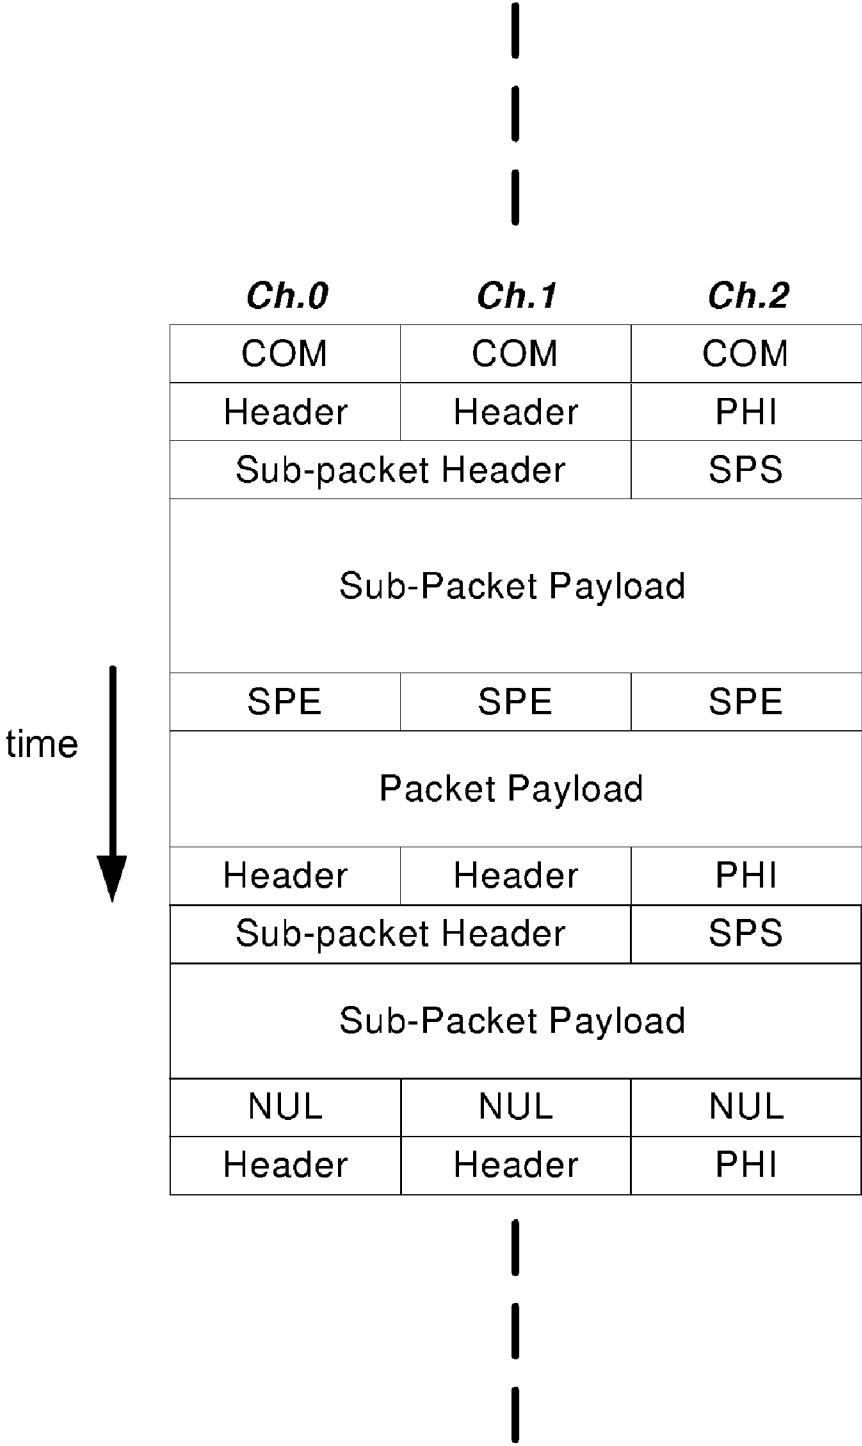 Ch.0 Ch.1 Ch.2
COM COM COM
Header Header PHI
Sub-packet Header SPS
Sub-Packet Payload
SPE SPE SPE
time
Packet Payload
Header Header PHI
Sub-packet Header SPS
Sub-Packet Payload
NUL NUL NUL
Header Header PHI